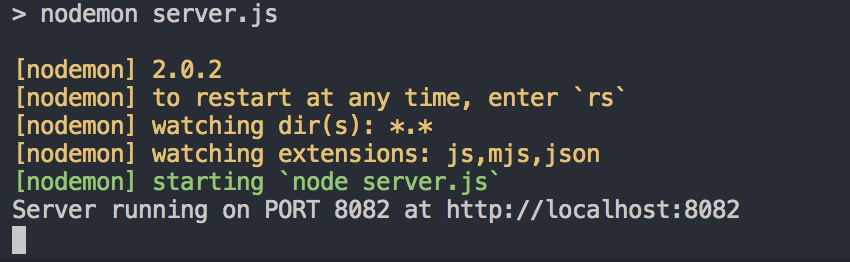 > nodemon server.js
[nodemon] 2.0.2
[nodemon] to restart at any time, enter `rs`
[nodemon] watching dir(s): *.*
[nodemon] watching extensions: js,mjs,json
[nodemon] starting `node server.js`
Server running on PORT 8082 at http://localhost:8082